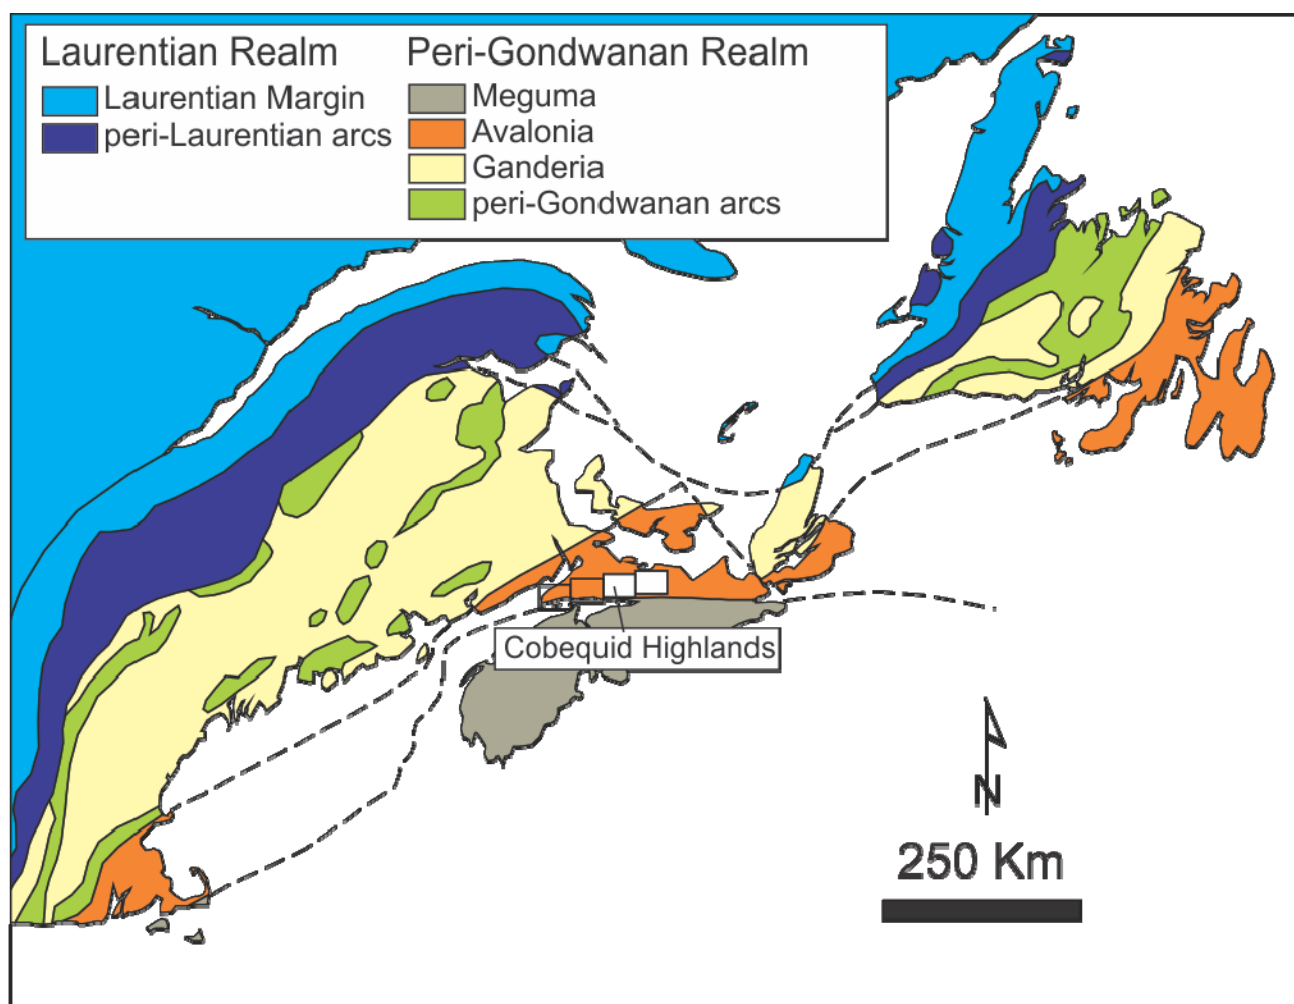 Laurentian Realm
Laurentian Margin
peri-Laurentian arcs
Peri-Gondwanan Realm
Meguma
Avalonia
Ganderia
peri-Gondwanan arcs
Cobequid Highlands
N
250 Km